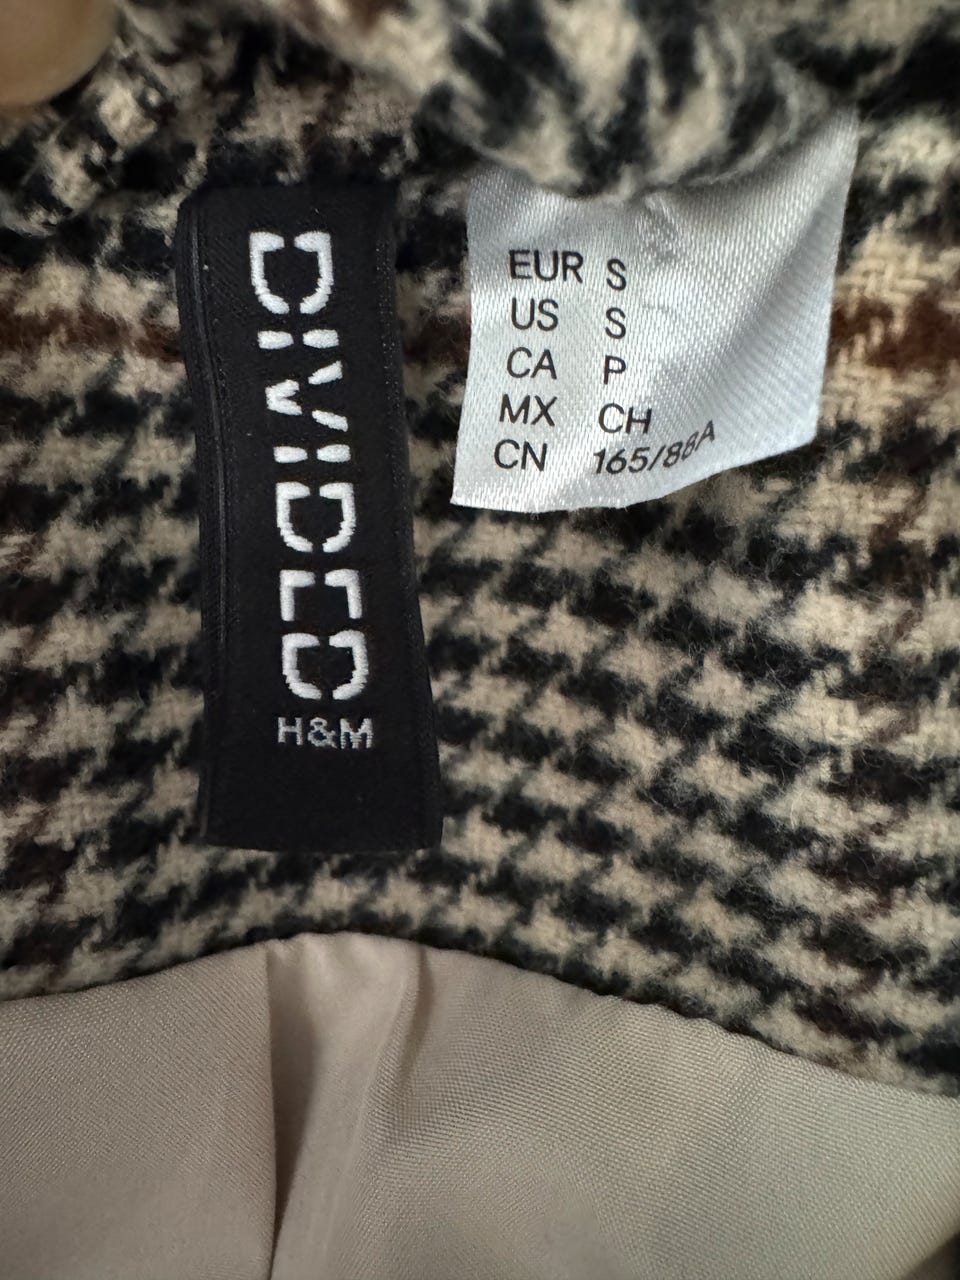 DIVIDED
H&M
EUR S
US S
CA P
MX CH
CN 165/88A